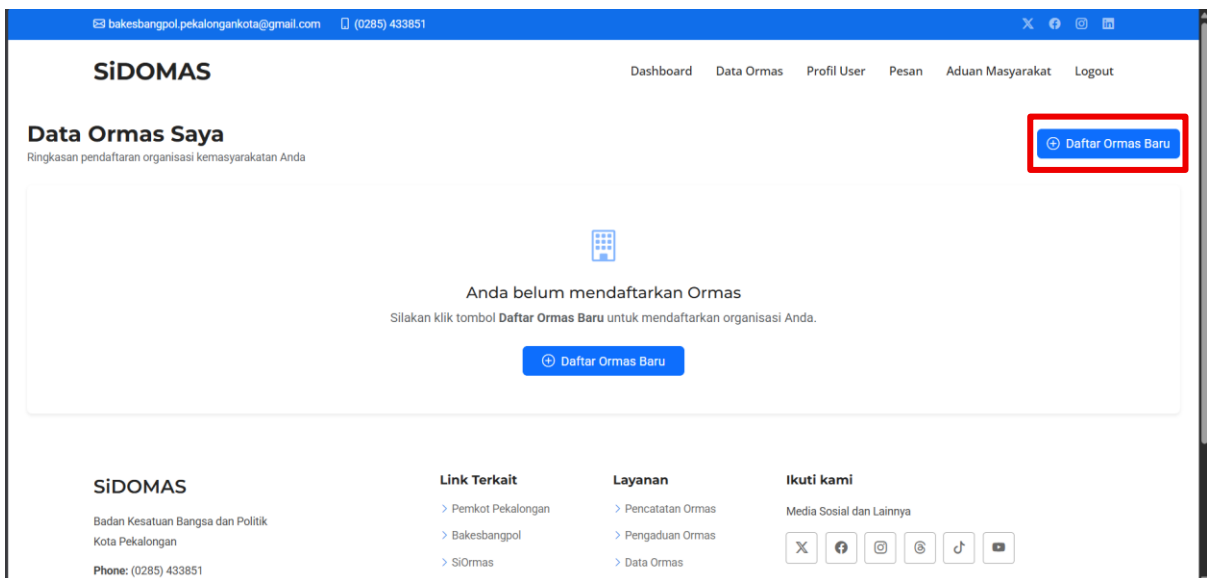 bakesbangpol.pekalongankota@gmail.com (0285) 433851
SiDOMAS
Dashboard Data Ormas Profil User Pesan Aduan Masyarakat Logout
Data Ormas Saya
Ringkasan pendaftaran organisasi kemasyarakatan Anda
Daftar Ormas Baru
Anda belum mendaftarkan Ormas
Silakan klik tombol Daftar Ormas Baru untuk mendaftarkan organisasi Anda.
Daftar Ormas Baru
SiDOMAS
Badan Kesatuan Bangsa dan Politik
Kota Pekalongan
Phone: (0285) 433851
Link Terkait
Pemkot Pekalongan
Bakesbangpol
SiOrmas
Layanan
Pencatatan Ormas
Pengaduan Ormas
Data Ormas
Ikuti kami
Media Sosial dan Lainnya